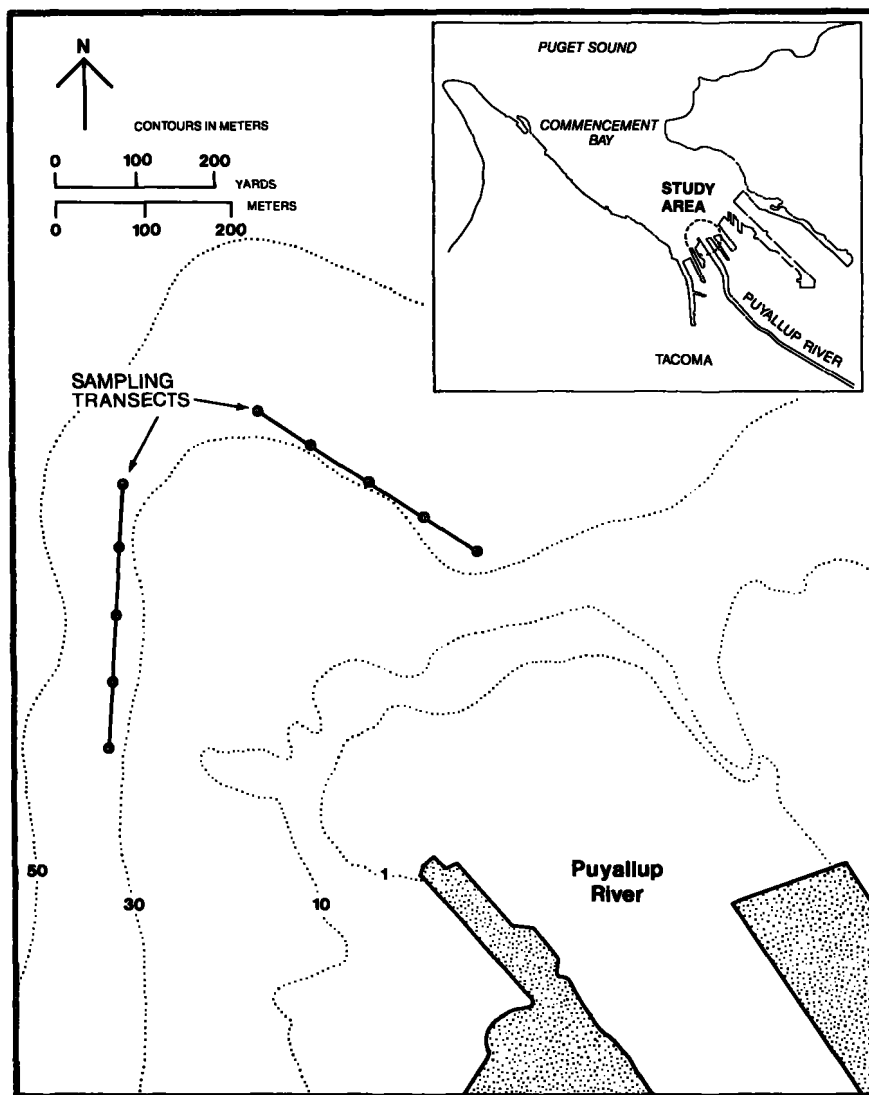 N
CONTOURS IN METERS
0 100 200
YARDS
METERS
0 100 200
PUGET SOUND
COMMENCEMENT
BAY
STUDY
AREA
PUYALLUP RIVER
TACOMA
SAMPLING
TRANSECTS
50
30
10
1
Puyallup
River